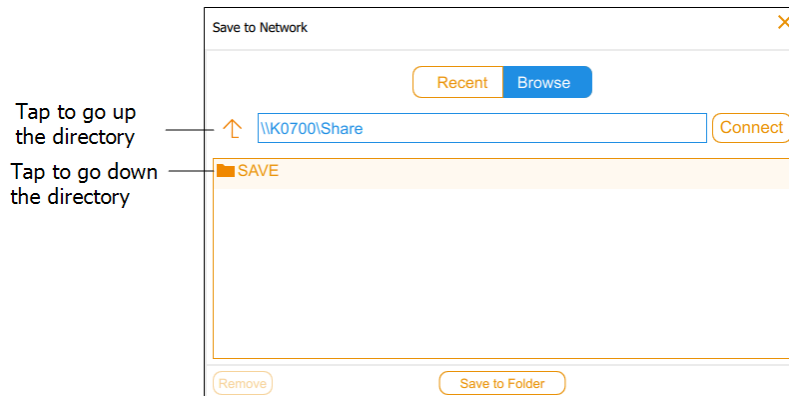 Save to Network
Recent Browse
Tap to go up
the directory
\\K0700\Share
Connect
Tap to go down
the directory
SAVE
Remove
Save to Folder